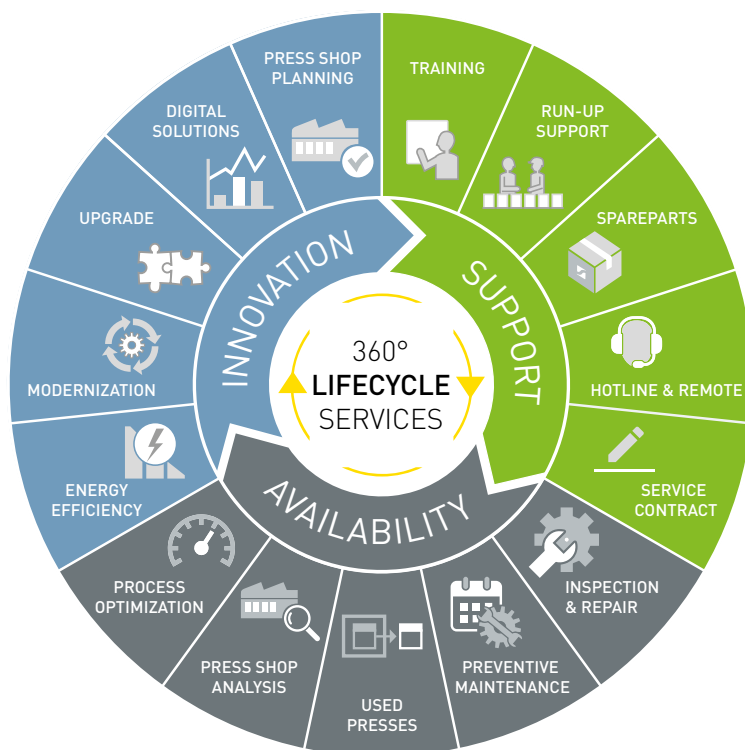 PRESS SHOP
PLANNING
TRAINING
DIGITAL
SOLUTIONS
RUN-UP
SUPPORT
UPGRADE
SPAREPARTS
INNOVATION
SUPPORT
360°
LIFECYCLE
SERVICES
MODERNIZATION
HOTLINE & REMOTE
ENERGY
EFFICIENCY
SERVICE
CONTRACT
AVAILABILITY
PROCESS
OPTIMIZATION
INSPECTION
& REPAIR
PRESS SHOP
ANALYSIS
PREVENTIVE
MAINTENANCE
USED
PRESSES